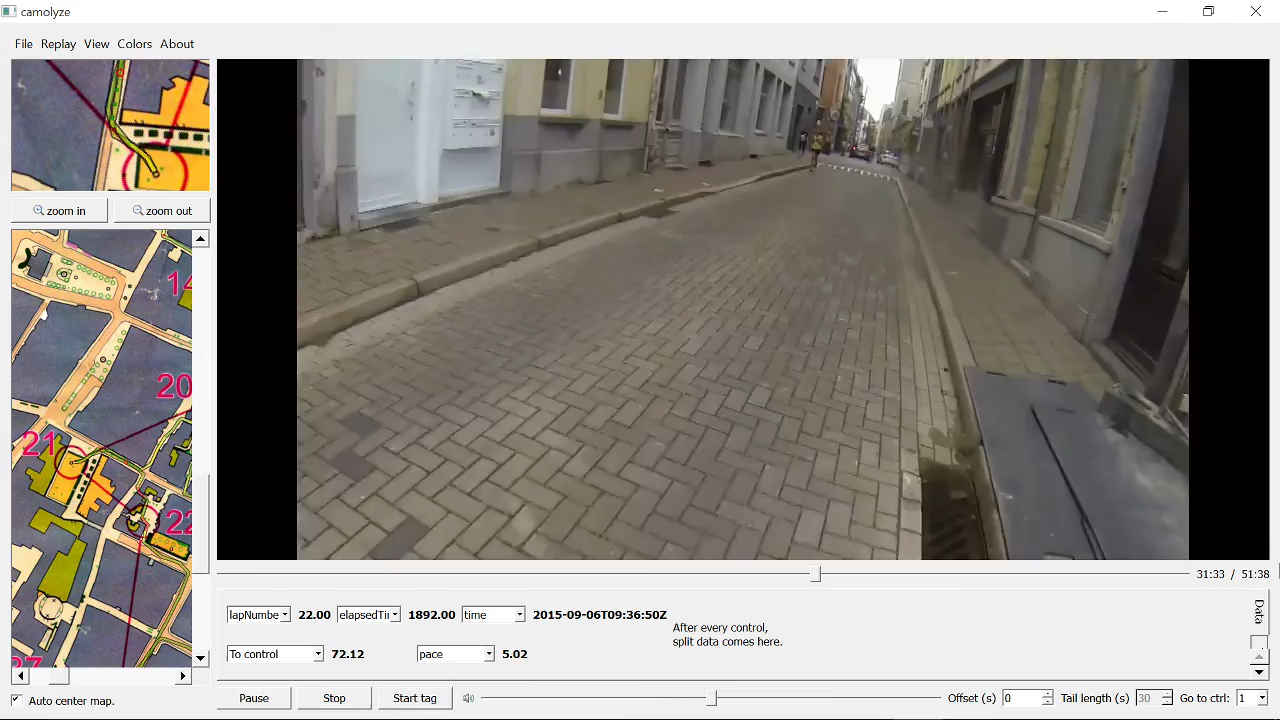 camolyze
File Replay View Colors About
zoom in zoom out
14
20
21
22
27
31:33 / 51:38
Data
lapNumbe 22.00 elapsedTii 1892.00 time 2015-09-06T09:36:50Z
After every control,
split data comes here.
To control 72.12 pace 5.02
Auto center map.
Pause Stop Start tag Offset (s) 0 Tail length (s) 30 Go to ctrl: 1